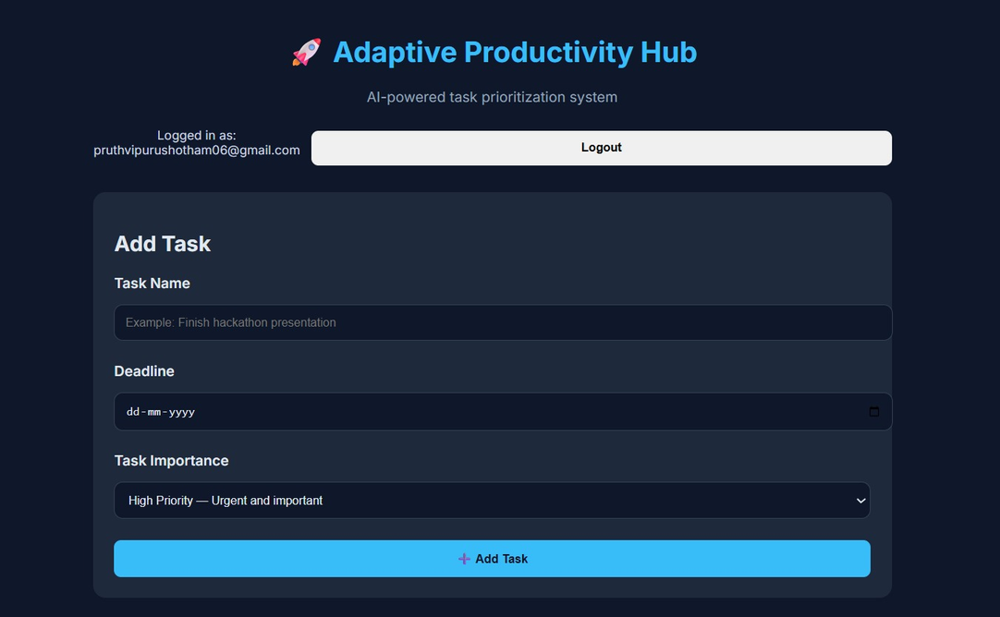 🚀 Adaptive Productivity Hub
AI-powered task prioritization system
Logged in as:
pruthvipurushotham06@gmail.com
Logout
Add Task
Task Name
Example: Finish hackathon presentation
Deadline
dd-mm-yyyy
Task Importance
High Priority — Urgent and important
➕ Add Task